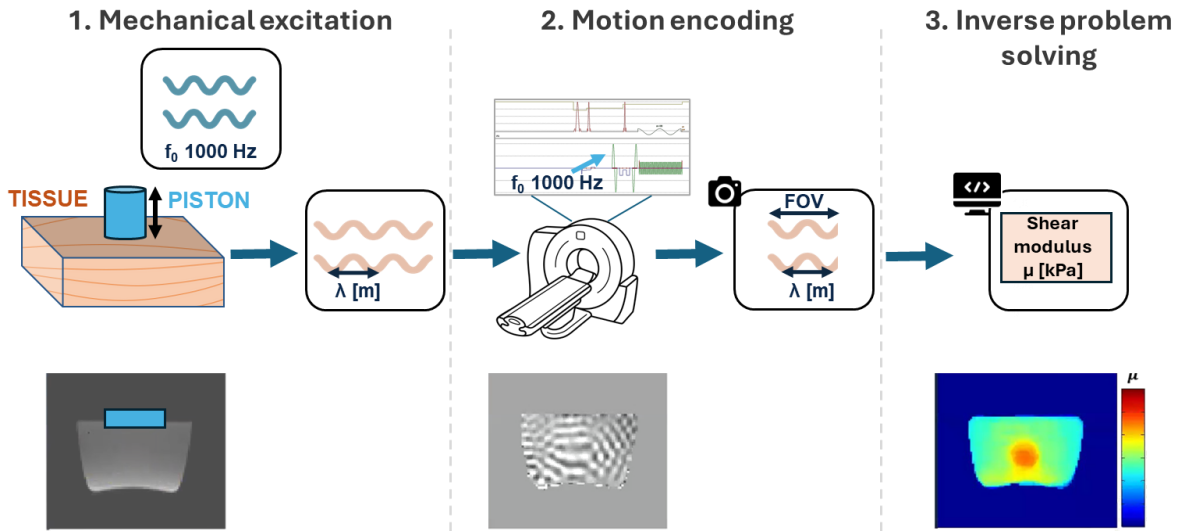 1. Mechanical excitation
2. Motion encoding
3. Inverse problem
solving
f₀ 1000 Hz
TISSUE
PISTON
λ [m]
f₀ 1000 Hz
FOV
λ [m]
</>
Shear
modulus
μ [kPa]
μ